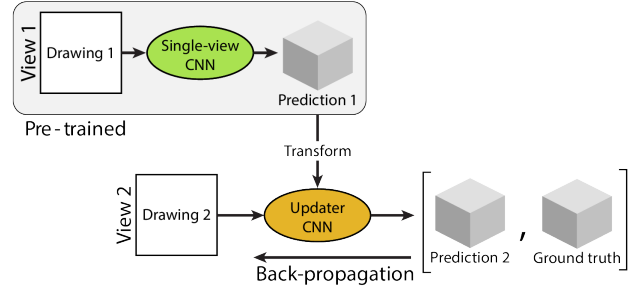 View 1
Drawing 1
Single-view
CNN
Prediction 1
Pre-trained
Transform
View 2
Drawing 2
Updater
CNN
,
Prediction 2
Ground truth
Back-propagation